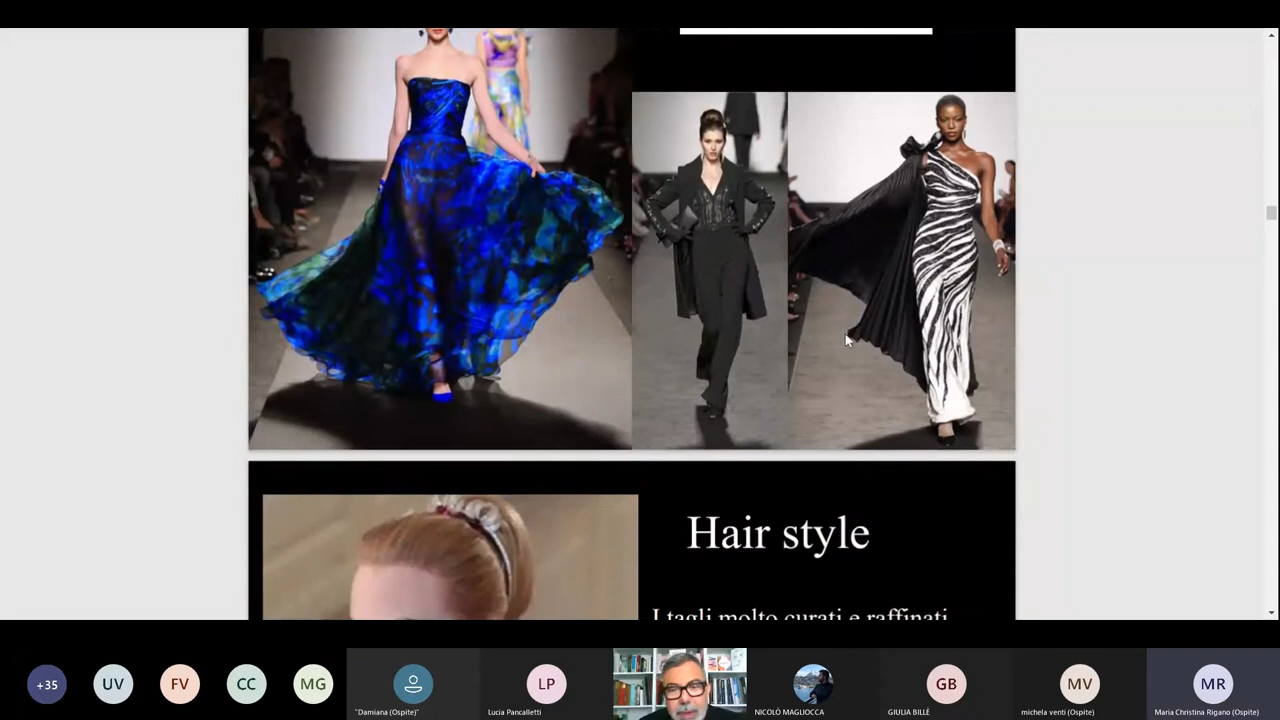 Hair style
I tagli molto curati e raffinati
+35
UV
FV
CC
MG
LP
GB
MV
MR
"Damiana (Ospite)"
Lucia Pancalletti
NICOLÒ MAGLIOCCA
GIULIA BILLÈ
michela venti (Ospite)
Maria Christina Rigano (Ospite)